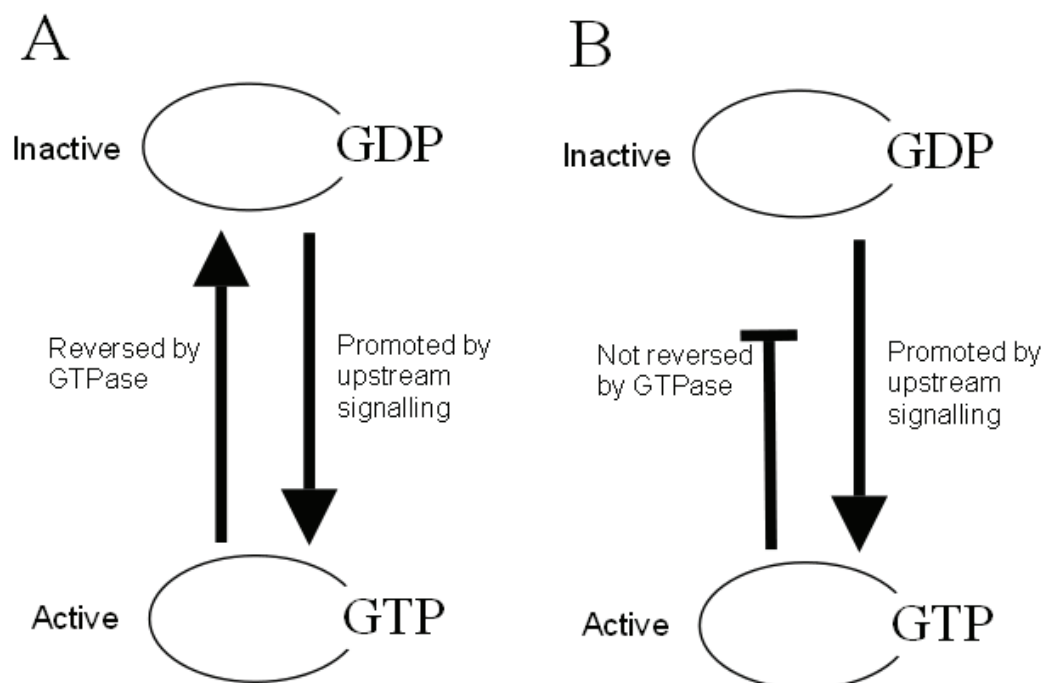 A
Inactive
GDP
Reversed by
GTPase
Promoted by
upstream
signalling
Active
GTP
B
Inactive
GDP
Not reversed
by GTPase
Promoted by
upstream
signalling
Active
GTP